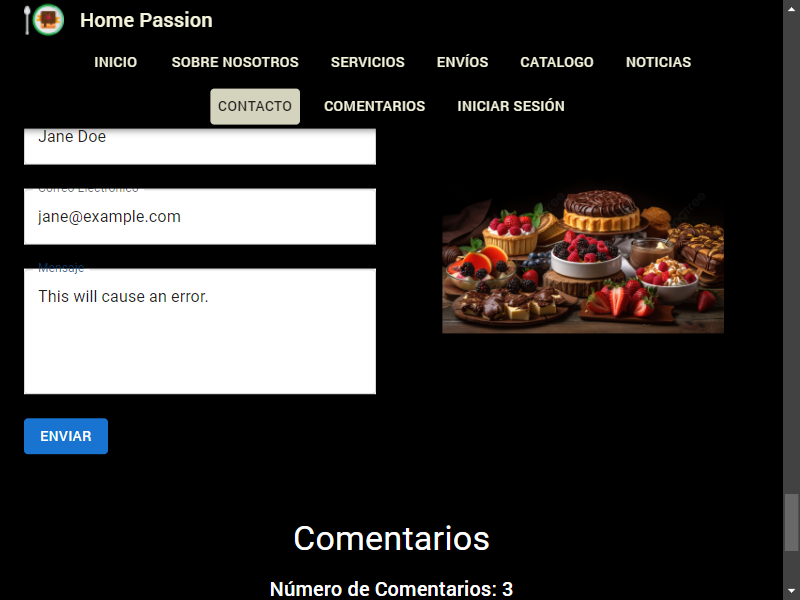 Home Passion
INICIO SOBRE NOSOTROS SERVICIOS ENVÍOS CATALOGO NOTICIAS
CONTACTO COMENTARIOS INICIAR SESIÓN
Jane Doe
Correo Electrónico
jane@example.com
Mensaje
This will cause an error.
ENVIAR
Comentarios
Número de Comentarios: 3